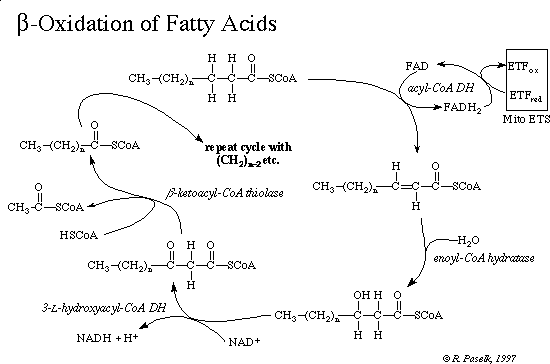 β-Oxidation of Fatty Acids
H H O
CH₃—(CH₂)ₙ—C—C—C—SCoA
H H
FAD
acyl-CoA DH
FADH₂
ETFₒₓ
ETFᵣₑd
Mito ETS
O
CH₃—(CH₂)ₙ—C—SCoA
repeat cycle with
(CH₂)ₙ₋₂ etc.
H O
CH₃—(CH₂)ₙ—C=C—C—SCoA
H
β-ketoacyl-CoA thiolase
O
CH₃—C—SCoA
HSCoA
H₂O
enoyl-CoA hydratase
O H O
CH₃—(CH₂)ₙ—C—C—C—SCoA
H
3-L-hydroxyacyl-CoA DH
OH H O
CH₃—(CH₂)ₙ—C—C—C—SCoA
H H
NADH + H⁺
NAD⁺
© R. Paselk, 1997